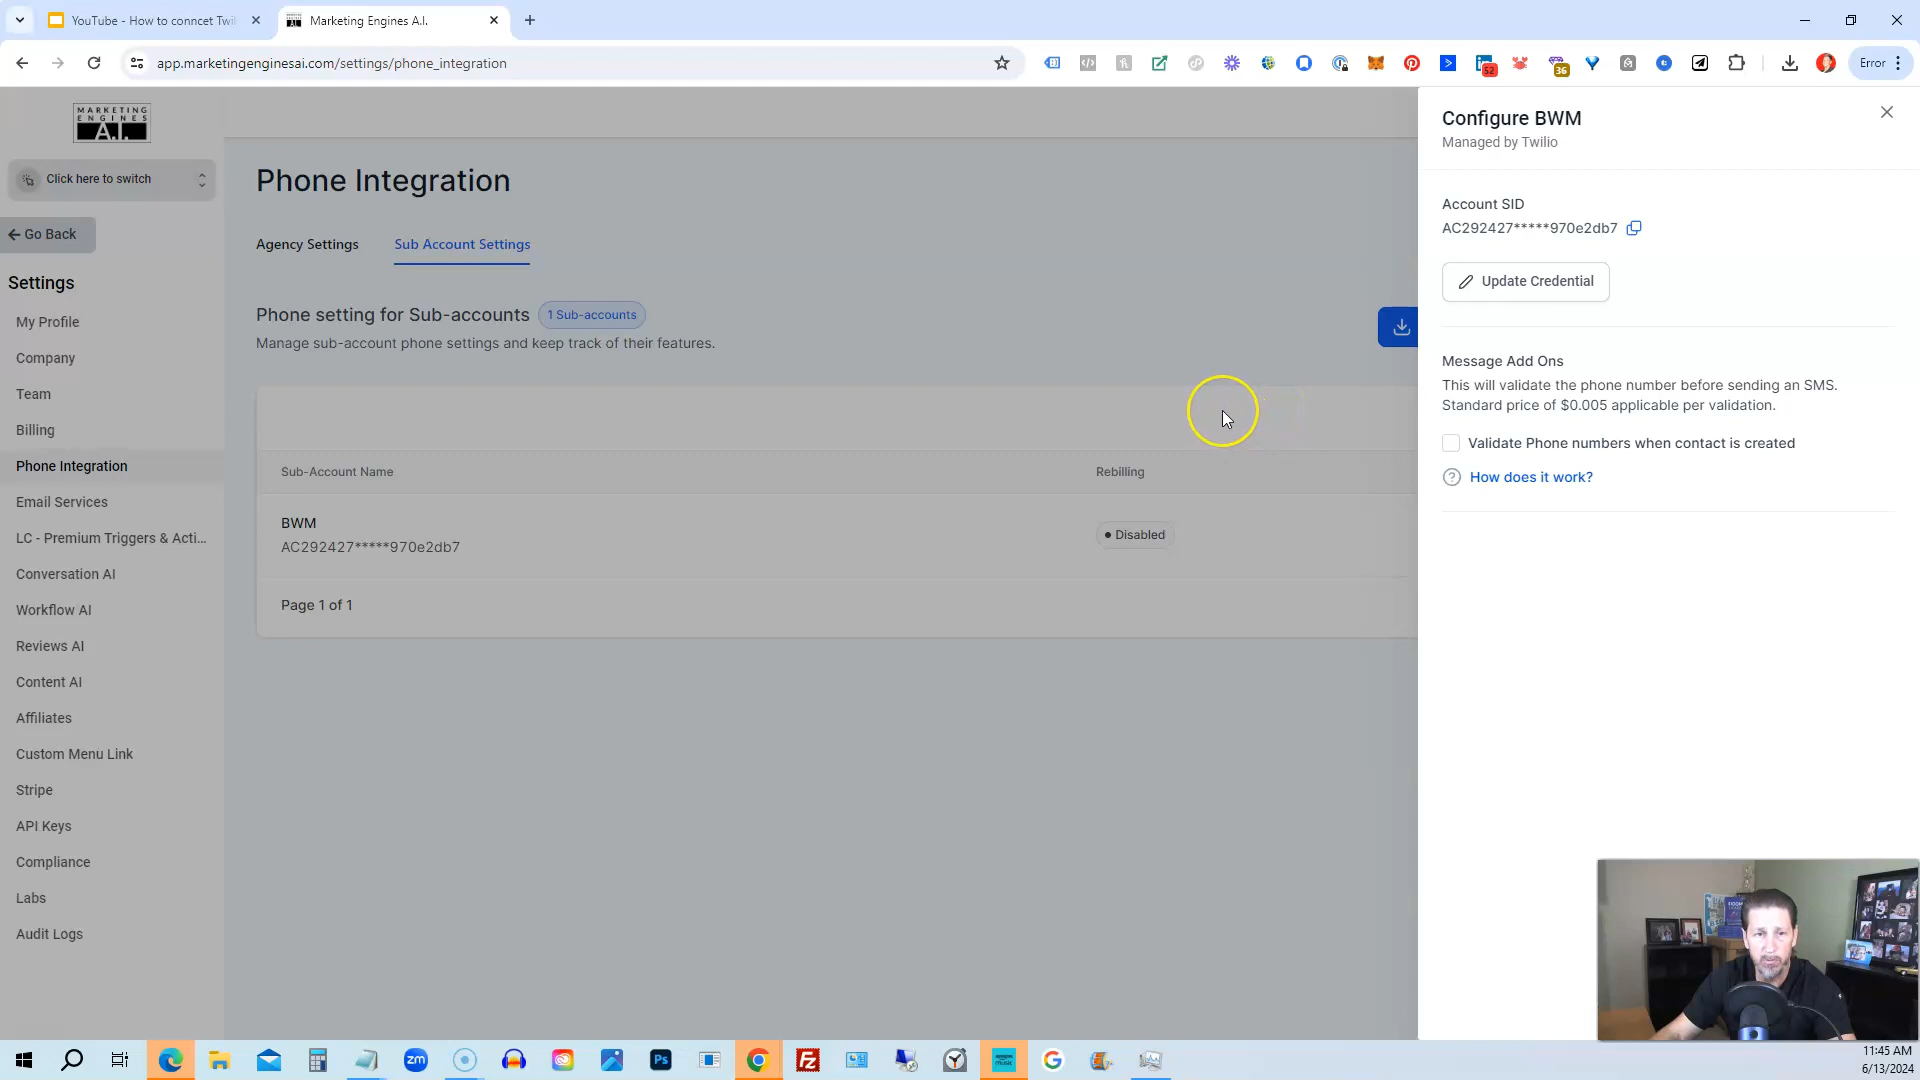 YouTube - How to conncet Twi
Marketing Engines A.I.
app.marketingenginesai.com/settings/phone_integration
52
36
Error
MARKETING
ENGINES
A.I.
Click here to switch
Go Back
Settings
My Profile
Company
Team
Billing
Phone Integration
Email Services
LC - Premium Triggers & Acti...
Conversation AI
Workflow AI
Reviews AI
Content AI
Affiliates
Custom Menu Link
Stripe
API Keys
Compliance
Labs
Audit Logs
Phone Integration
Agency Settings
Sub Account Settings
Phone setting for Sub-accounts
1 Sub-accounts
Manage sub-account phone settings and keep track of their features.
Sub-Account Name
Rebilling
BWM
AC292427*****970e2db7
Disabled
Page 1 of 1
Configure BWM
Managed by Twilio
Account SID
AC292427*****970e2db7
Update Credential
Message Add Ons
This will validate the phone number before sending an SMS.
Standard price of $0.005 applicable per validation.
Validate Phone numbers when contact is created
How does it work?
zm
Ps
music
11:45 AM
6/13/2024